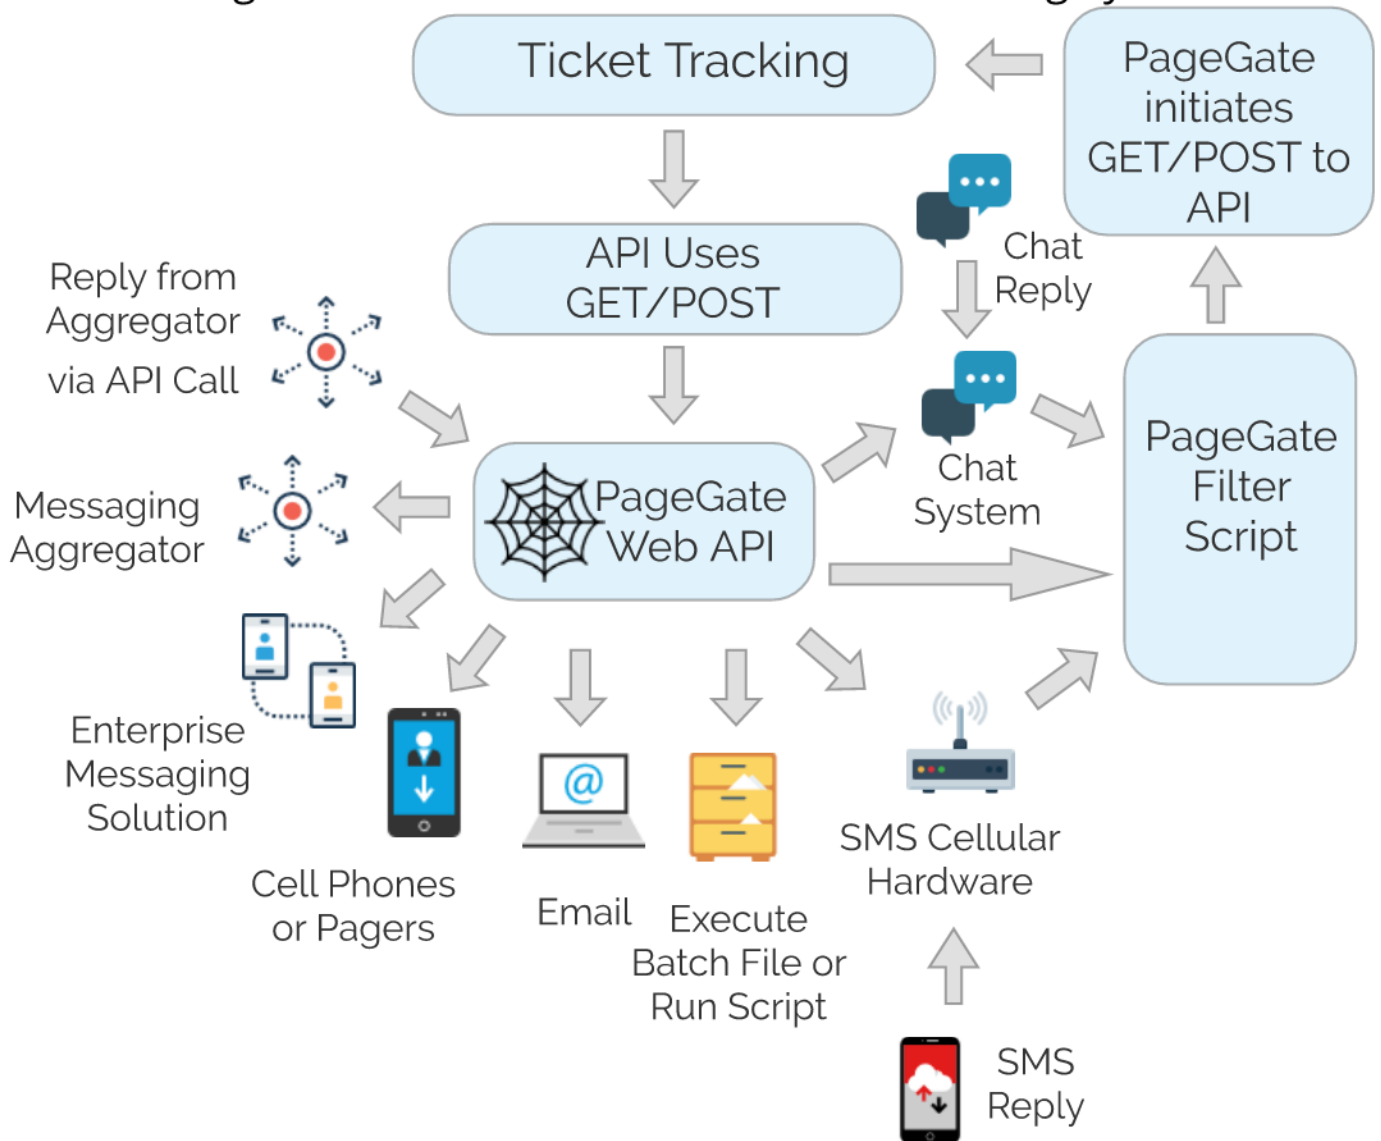 Ticket Tracking
PageGate
initiates
GET/POST to
API
API Uses
GET/POST
Chat
Reply
Reply from
Aggregator
via API Call
PageGate
Web API
Chat
System
PageGate
Filter
Script
Messaging
Aggregator
Enterprise
Messaging
Solution
@
Cell Phones
or Pagers
Email
Execute
Batch File or
Run Script
SMS Cellular
Hardware
SMS
Reply